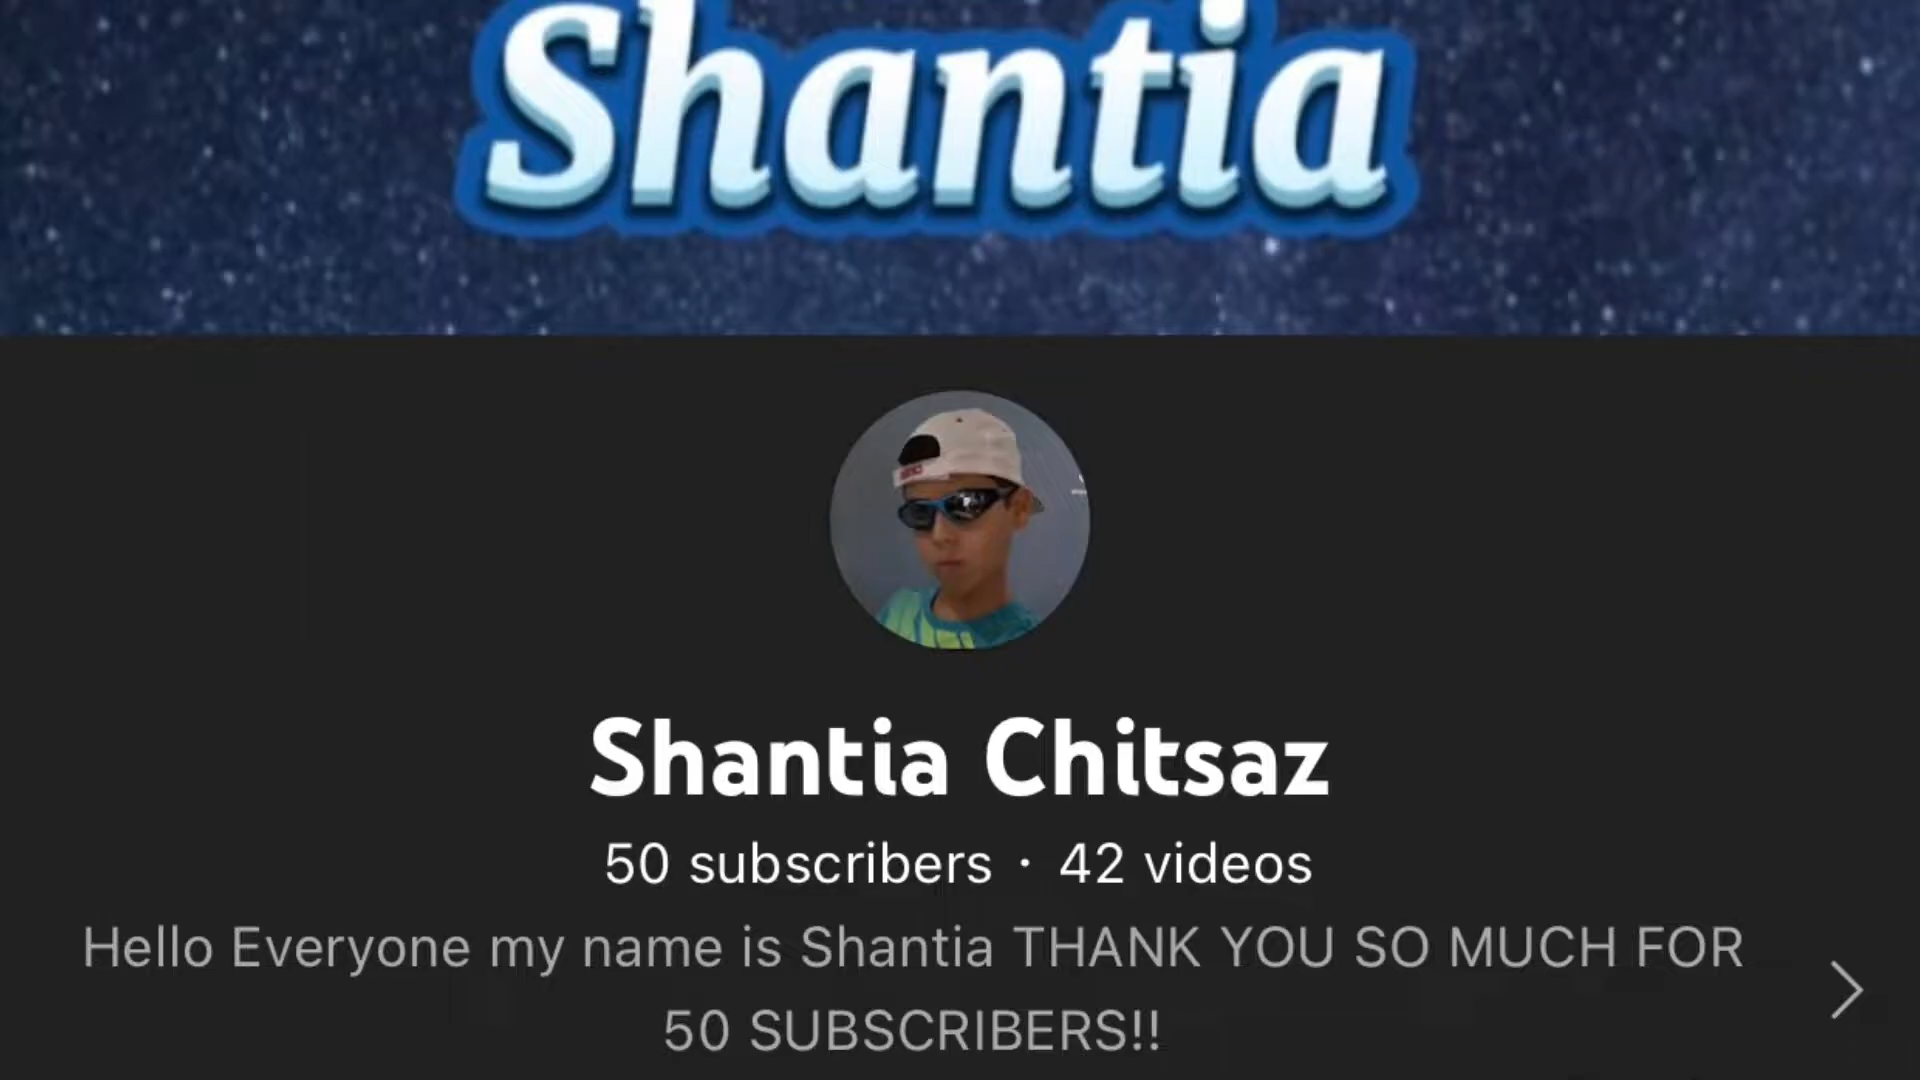 Shantia
Shantia Chitsaz
50 subscribers · 42 videos
Hello Everyone my name is Shantia THANK YOU SO MUCH FOR
50 SUBSCRIBERS!!